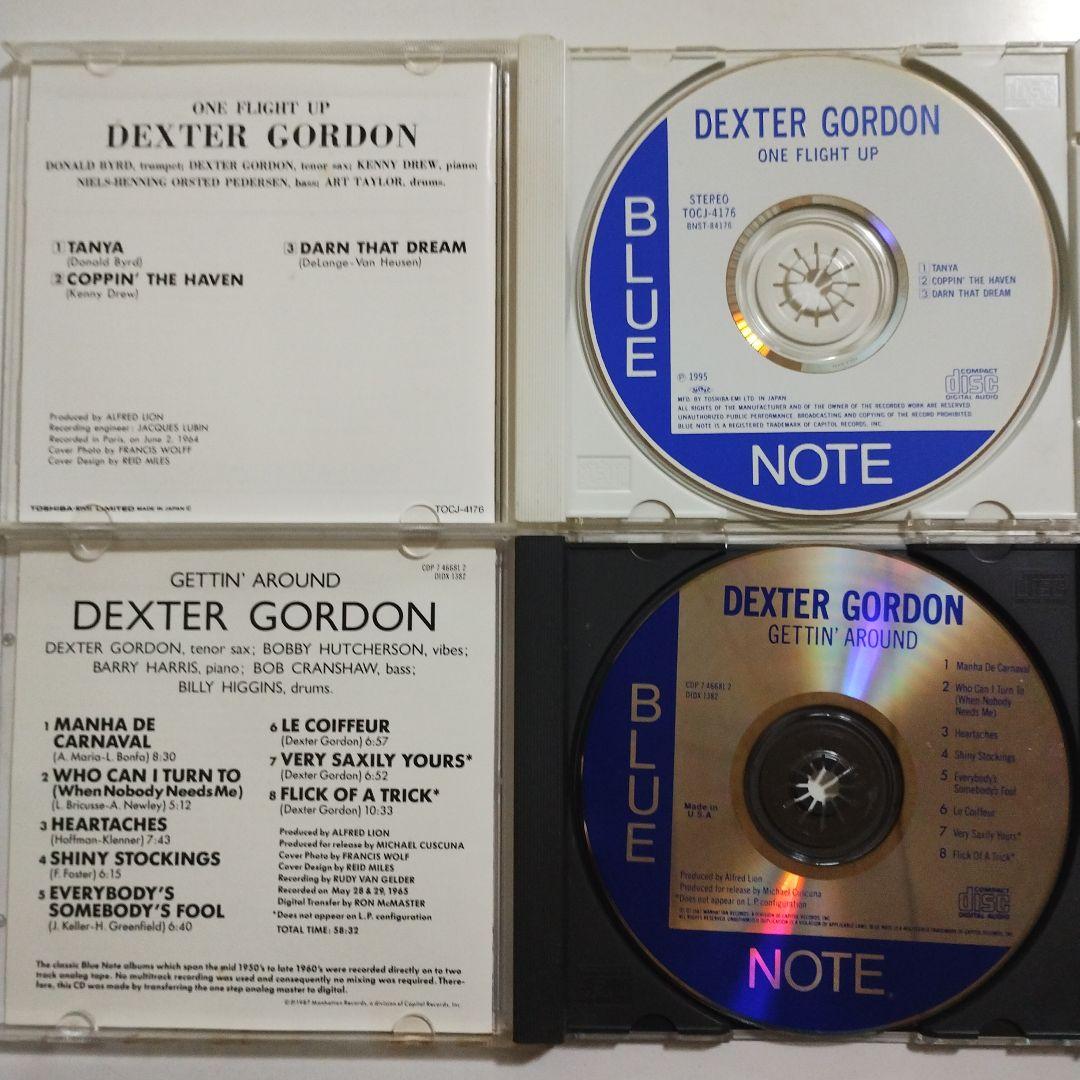 ONE FLIGHT UP
DEXTER GORDON
DONALD BYRD, trumpet; DEXTER GORDON, tenor sax; KENNY DREW, piano;
NIELS-HENNING ORSTED PEDERSEN, bass; ART TAYLOR, drums.
1 TANYA
(Donald Byrd)
2 COPPIN' THE HAVEN
(Kenny Drew)
3 DARN THAT DREAM
(DeLange-Van Heusen)
Produced by ALFRED LION
Recording engineer: JACQUES LUBIN
Recorded in Paris, on June 2, 1964
Cover Photo by FRANCIS WOLFF
Cover Design by REID MILES
TOSHIBA-EMI LIMITED MADE IN JAPAN ©
TOCJ-4176
DEXTER GORDON
ONE FLIGHT UP
STEREO
TOCJ-4176
BNST-84176
1 TANYA
2 COPPIN' THE HAVEN
3 DARN THAT DREAM
℗ 1995
MFD. BY TOSHIBA-EMI LTD. IN JAPAN
ALL RIGHTS OF THE MANUFACTURER AND OF THE OWNER OF THE RECORDED WORK ARE RESERVED.
UNAUTHORIZED PUBLIC PERFORMANCE, BROADCASTING AND COPYING OF THE RECORD PROHIBITED.
BLUE NOTE IS A REGISTERED TRADEMARK OF CAPITOL RECORDS, INC.
COMPACT
disc
DIGITAL AUDIO
BLUE
NOTE
GETTIN' AROUND
CDP 7 46681 2
DIDX 1382
DEXTER GORDON
DEXTER GORDON, tenor sax; BOBBY HUTCHERSON, vibes;
BARRY HARRIS, piano; BOB CRANSHAW, bass;
BILLY HIGGINS, drums.
1 MANHA DE
CARNAVAL
(A. Maria-L. Bonfa) 8:30
2 WHO CAN I TURN TO
(When Nobody Needs Me)
(L. Bricusse-A. Newley) 5:12
3 HEARTACHES
(Hoffman-Klenner) 7:43
4 SHINY STOCKINGS
(F. Foster) 6:15
5 EVERYBODY'S
SOMEBODY'S FOOL
(J. Keller-H. Greenfield) 6:40
6 LE COIFFEUR
(Dexter Gordon) 6:57
7 VERY SAXILY YOURS*
(Dexter Gordon) 6:52
8 FLICK OF A TRICK*
(Dexter Gordon) 10:33
Produced by ALFRED LION
Produced for release by MICHAEL CUSCUNA
Cover Photo by FRANCIS WOLF
Cover Design by REID MILES
Recording by RUDY VAN GELDER
Recorded on May 28 & 29, 1965
Digital Transfer by RON McMASTER
*Does not appear on L.P. configuration
TOTAL TIME: 58:32
The classic Blue Note albums which span the mid 1950's to late 1960's were recorded directly on to two
track analog tape. No multitrack recording was used and consequently no mixing was required. There-
fore, this CD was made by transferring the one step analog master to digital.
©℗1987 Manhattan Records, a division of Capitol Records, Inc.
DEXTER GORDON
GETTIN' AROUND
CDP 7 46681 2
DIDX 1382
1 Manha De Carnaval
2 Who Can I Turn To
(When Nobody
Needs Me)
3 Heartaches
4 Shiny Stockings
5 Everybody's
Somebody's Fool
6 Le Coiffeur
7 Very Saxily Yours*
8 Flick Of A Trick*
Made in
U.S.A
Produced by Alfred Lion
Produced for release by Michael Cuscuna
*Does not appear on L.P. configuration
COMPACT
disc
DIGITAL AUDIO
BLUE
NOTE